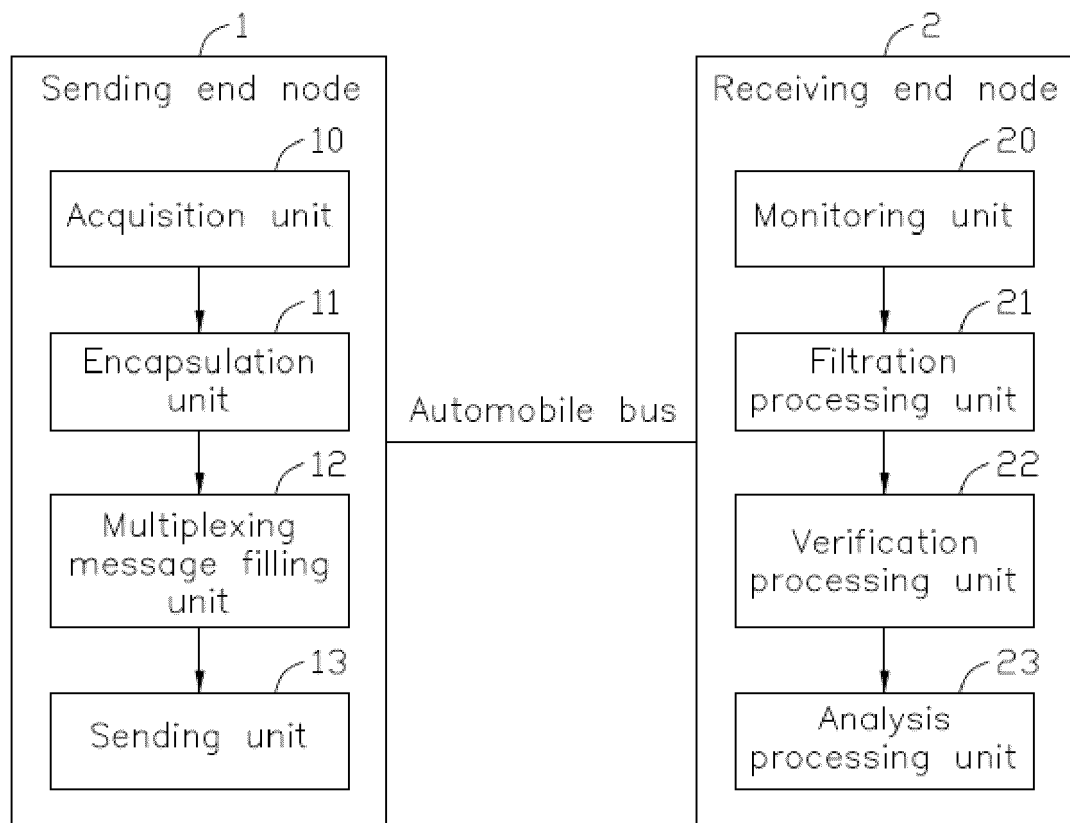 1
Sending end node
10
Acquisition unit
11
Encapsulation
unit
12
Multiplexing
message filling
unit
13
Sending unit
Automobile bus
2
Receiving end node
20
Monitoring unit
21
Filtration
processing unit
22
Verification
processing unit
23
Analysis
processing unit